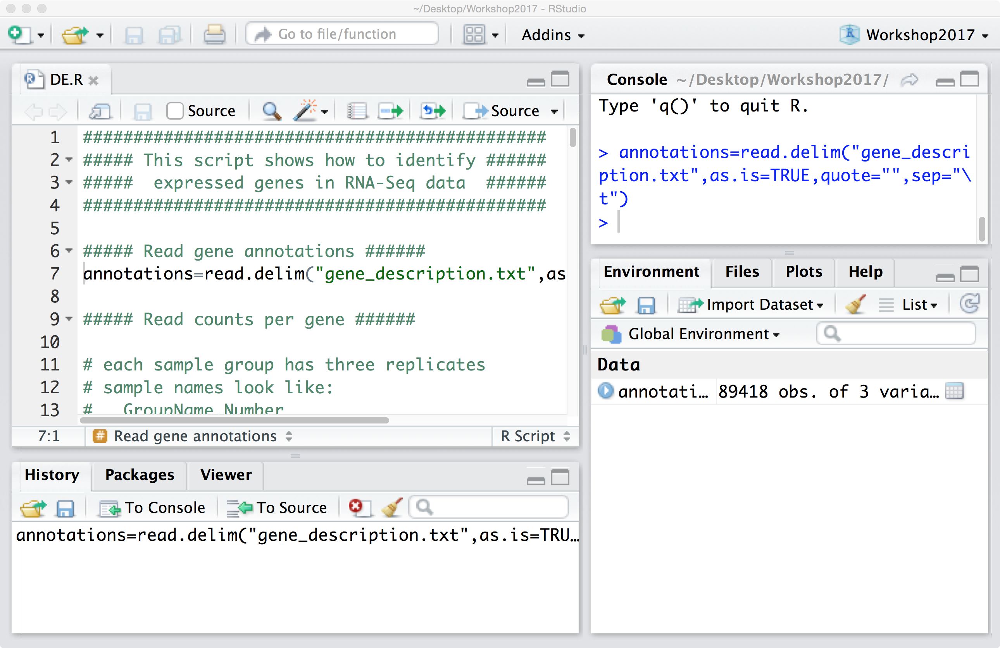 ~/Desktop/Workshop2017 - RStudio
Go to file/function
Addins
Workshop2017
DE.R
Source
Source
1 ##############################################
2 ##### This script shows how to identify ######
3 #####  expressed genes in RNA-Seq data  ######
4 ##############################################
5
6 ##### Read gene annotations ######
7 annotations=read.delim("gene_description.txt",as
8
9 ##### Read counts per gene ######
10
11 # each sample group has three replicates
12 # sample names look like:
13 #   GroupName.Number
7:1 Read gene annotations R Script
History Packages Viewer
To Console To Source
annotations=read.delim("gene_description.txt",as.is=TRU…
Console ~/Desktop/Workshop2017/
Type 'q()' to quit R.
> annotations=read.delim("gene_descri
ption.txt",as.is=TRUE,quote="",sep="\
t")
>
Environment Files Plots Help
Import Dataset List
Global Environment
Data
annotati… 89418 obs. of 3 varia…